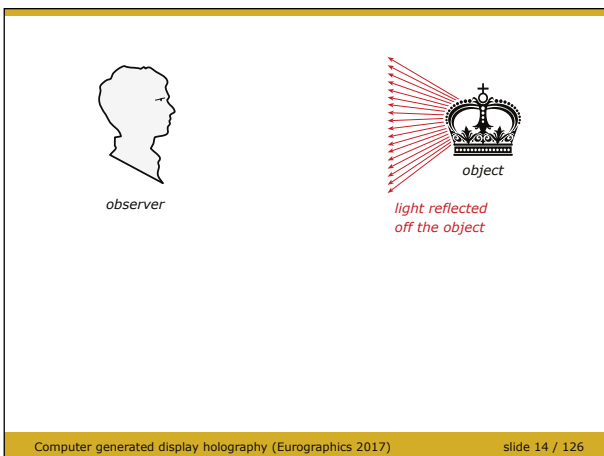 observer
object
light reflected
off the object
Computer generated display holography (Eurographics 2017)
slide 14 / 126